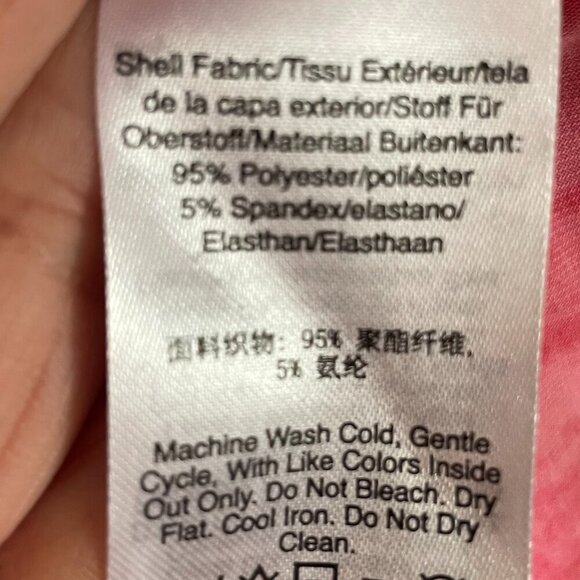 Shell Fabric/Tissu Extérieur/tela
de la capa exterior/Stoff Für
Oberstoff/Materiaal Buitenkant:
95% Polyester/poliéster
5% Spandex/elastano/
Elasthan/Elasthaan
面料织物: 95% 聚酯纤维,
5% 氨纶
Machine Wash Cold, Gentle
Cycle, With Like Colors Inside
Out Only. Do Not Bleach. Dry
Flat. Cool Iron. Do Not Dry
Clean.